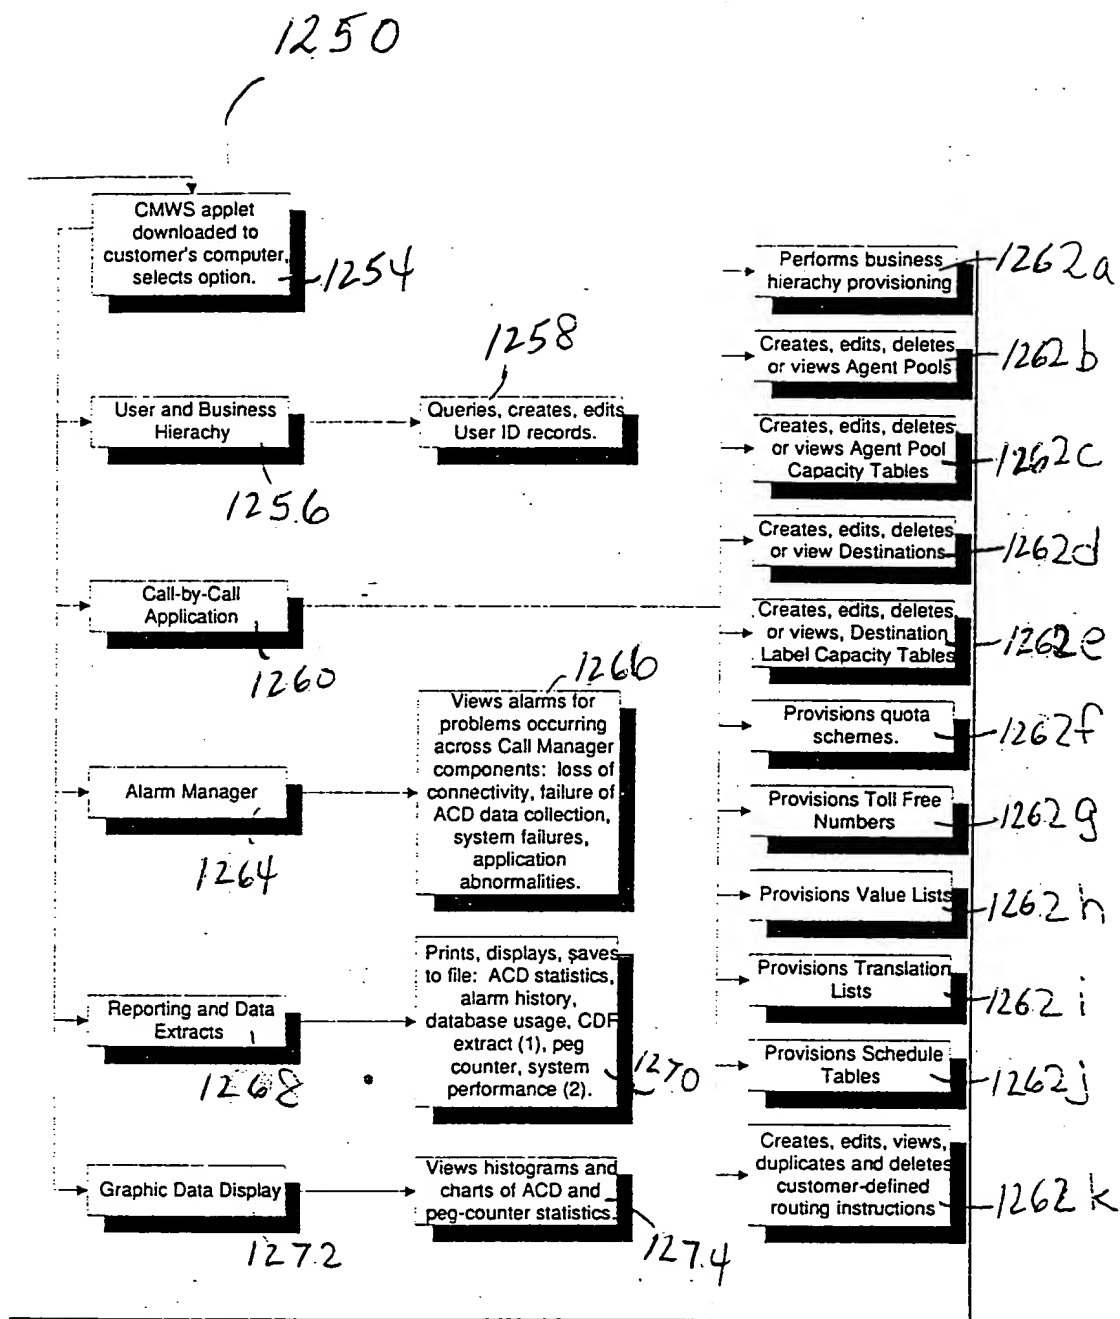 1250
CMWS applet
downloaded to
customer's computer,
selects option.
1254
User and Business
Hierachy
1256
1258
Queries, creates, edits
User ID records.
Call-by-Call
Application
1260
Alarm Manager
1264
1266
Views alarms for
problems occurring
across Call Manager
components: loss of
connectivity, failure of
ACD data collection,
system failures,
application
abnormalities.
Reporting and Data
Extracts
1268
Prints, displays, saves
to file: ACD statistics,
alarm history,
database usage, CDF
extract (1), peg
counter, system
performance (2).
1270
Graphic Data Display
1272
Views histograms and
charts of ACD and
peg-counter statistics.
1274
Performs business
hierachy provisioning
1262a
Creates, edits, deletes
or views Agent Pools
1262b
Creates, edits, deletes
or views Agent Pool
Capacity Tables
1262c
Creates, edits, deletes
or view Destinations
1262d
Creates, edits, deletes
or views, Destination
Label Capacity Tables
1262e
Provisions quota
schemes.
1262f
Provisions Toll Free
Numbers
1262g
Provisions Value Lists
1262h
Provisions Translation
Lists
1262i
Provisions Schedule
Tables
1262j
Creates, edits, views,
duplicates and deletes
customer-defined
routing instructions
1262k